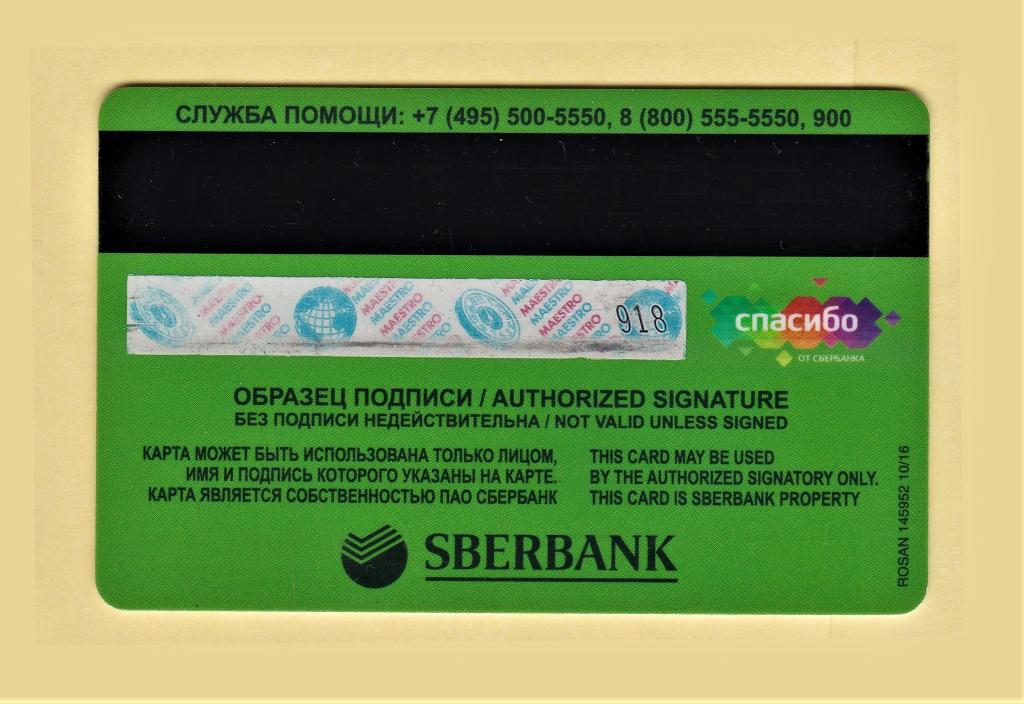 СЛУЖБА ПОМОЩИ: +7 (495) 500-5550, 8 (800) 555-5550, 900
MAESTRO MAESTRO MAESTRO MAESTRO
918
спасибо
ОТ СБЕРБАНКА
ОБРАЗЕЦ ПОДПИСИ / AUTHORIZED SIGNATURE
БЕЗ ПОДПИСИ НЕДЕЙСТВИТЕЛЬНА / NOT VALID UNLESS SIGNED
КАРТА МОЖЕТ БЫТЬ ИСПОЛЬЗОВАНА ТОЛЬКО ЛИЦОМ,
ИМЯ И ПОДПИСЬ КОТОРОГО УКАЗАНЫ НА КАРТЕ.
КАРТА ЯВЛЯЕТСЯ СОБСТВЕННОСТЬЮ ПАО СБЕРБАНК
THIS CARD MAY BE USED
BY THE AUTHORIZED SIGNATORY ONLY.
THIS CARD IS SBERBANK PROPERTY
ROSAN 145952 10/16
SBERBANK